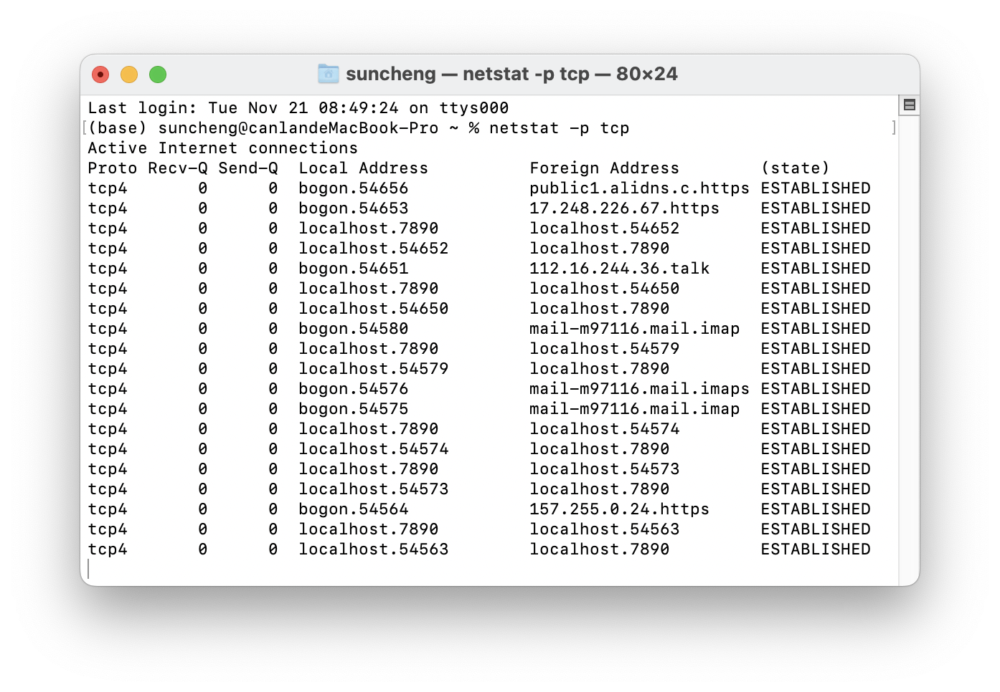 suncheng — netstat -p tcp — 80×24
Last login: Tue Nov 21 08:49:24 on ttys000
[(base) suncheng@canlandeMacBook-Pro ~ % netstat -p tcp ]
Active Internet connections
Proto Recv-Q Send-Q  Local Address          Foreign Address        (state)
tcp4       0      0  bogon.54656            public1.alidns.c.https ESTABLISHED
tcp4       0      0  bogon.54653            17.248.226.67.https    ESTABLISHED
tcp4       0      0  localhost.7890         localhost.54652        ESTABLISHED
tcp4       0      0  localhost.54652        localhost.7890         ESTABLISHED
tcp4       0      0  bogon.54651            112.16.244.36.talk     ESTABLISHED
tcp4       0      0  localhost.7890         localhost.54650        ESTABLISHED
tcp4       0      0  localhost.54650        localhost.7890         ESTABLISHED
tcp4       0      0  bogon.54580            mail-m97116.mail.imap  ESTABLISHED
tcp4       0      0  localhost.7890         localhost.54579        ESTABLISHED
tcp4       0      0  localhost.54579        localhost.7890         ESTABLISHED
tcp4       0      0  bogon.54576            mail-m97116.mail.imaps ESTABLISHED
tcp4       0      0  bogon.54575            mail-m97116.mail.imap  ESTABLISHED
tcp4       0      0  localhost.7890         localhost.54574        ESTABLISHED
tcp4       0      0  localhost.54574        localhost.7890         ESTABLISHED
tcp4       0      0  localhost.7890         localhost.54573        ESTABLISHED
tcp4       0      0  localhost.54573        localhost.7890         ESTABLISHED
tcp4       0      0  bogon.54564            157.255.0.24.https     ESTABLISHED
tcp4       0      0  localhost.7890         localhost.54563        ESTABLISHED
tcp4       0      0  localhost.54563        localhost.7890         ESTABLISHED